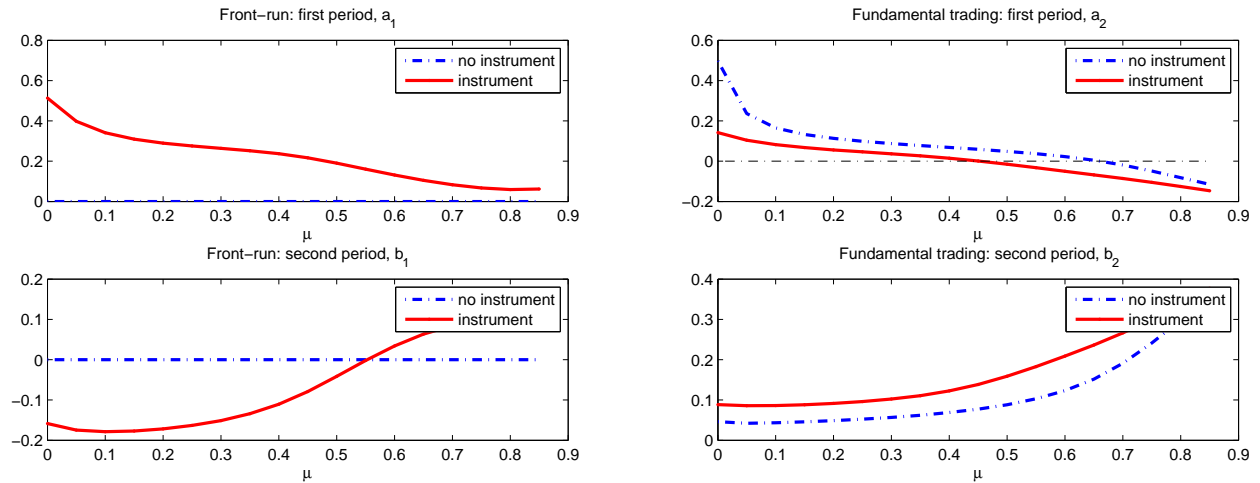 Front−run: first period, a1
0.8
0.6
0.4
0.2
0
0 0.1 0.2 0.3 0.4 0.5 0.6 0.7 0.8 0.9
μ
no instrument
instrument
Fundamental trading: first period, a2
0.6
0.4
0.2
0
−0.2
0 0.1 0.2 0.3 0.4 0.5 0.6 0.7 0.8 0.9
μ
no instrument
instrument
Front−run: second period, b1
0.2
0.1
0
−0.1
−0.2
0 0.1 0.2 0.3 0.4 0.5 0.6 0.7 0.8 0.9
μ
no instrument
instrument
Fundamental trading: second period, b2
0.4
0.3
0.2
0.1
0
0 0.1 0.2 0.3 0.4 0.5 0.6 0.7 0.8 0.9
μ
no instrument
instrument